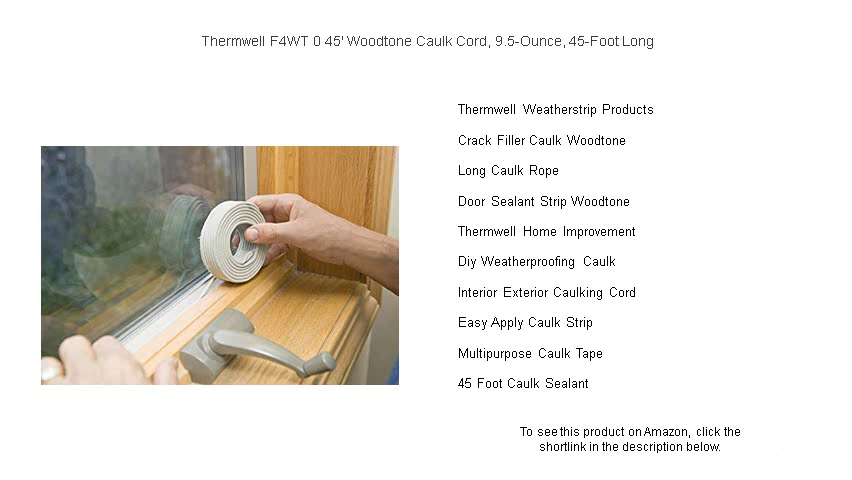 Thermwell F4WT 0 45' Woodtone Caulk Cord, 9.5-Ounce, 45-Foot Long
Thermwell Weatherstrip Products
Crack Filler Caulk Woodtone
Long Caulk Rope
Door Sealant Strip Woodtone
Thermwell Home Improvement
Diy Weatherproofing Caulk
Interior Exterior Caulking Cord
Easy Apply Caulk Strip
Multipurpose Caulk Tape
45 Foot Caulk Sealant
To see this product on Amazon, click the
shortlink in the description below.